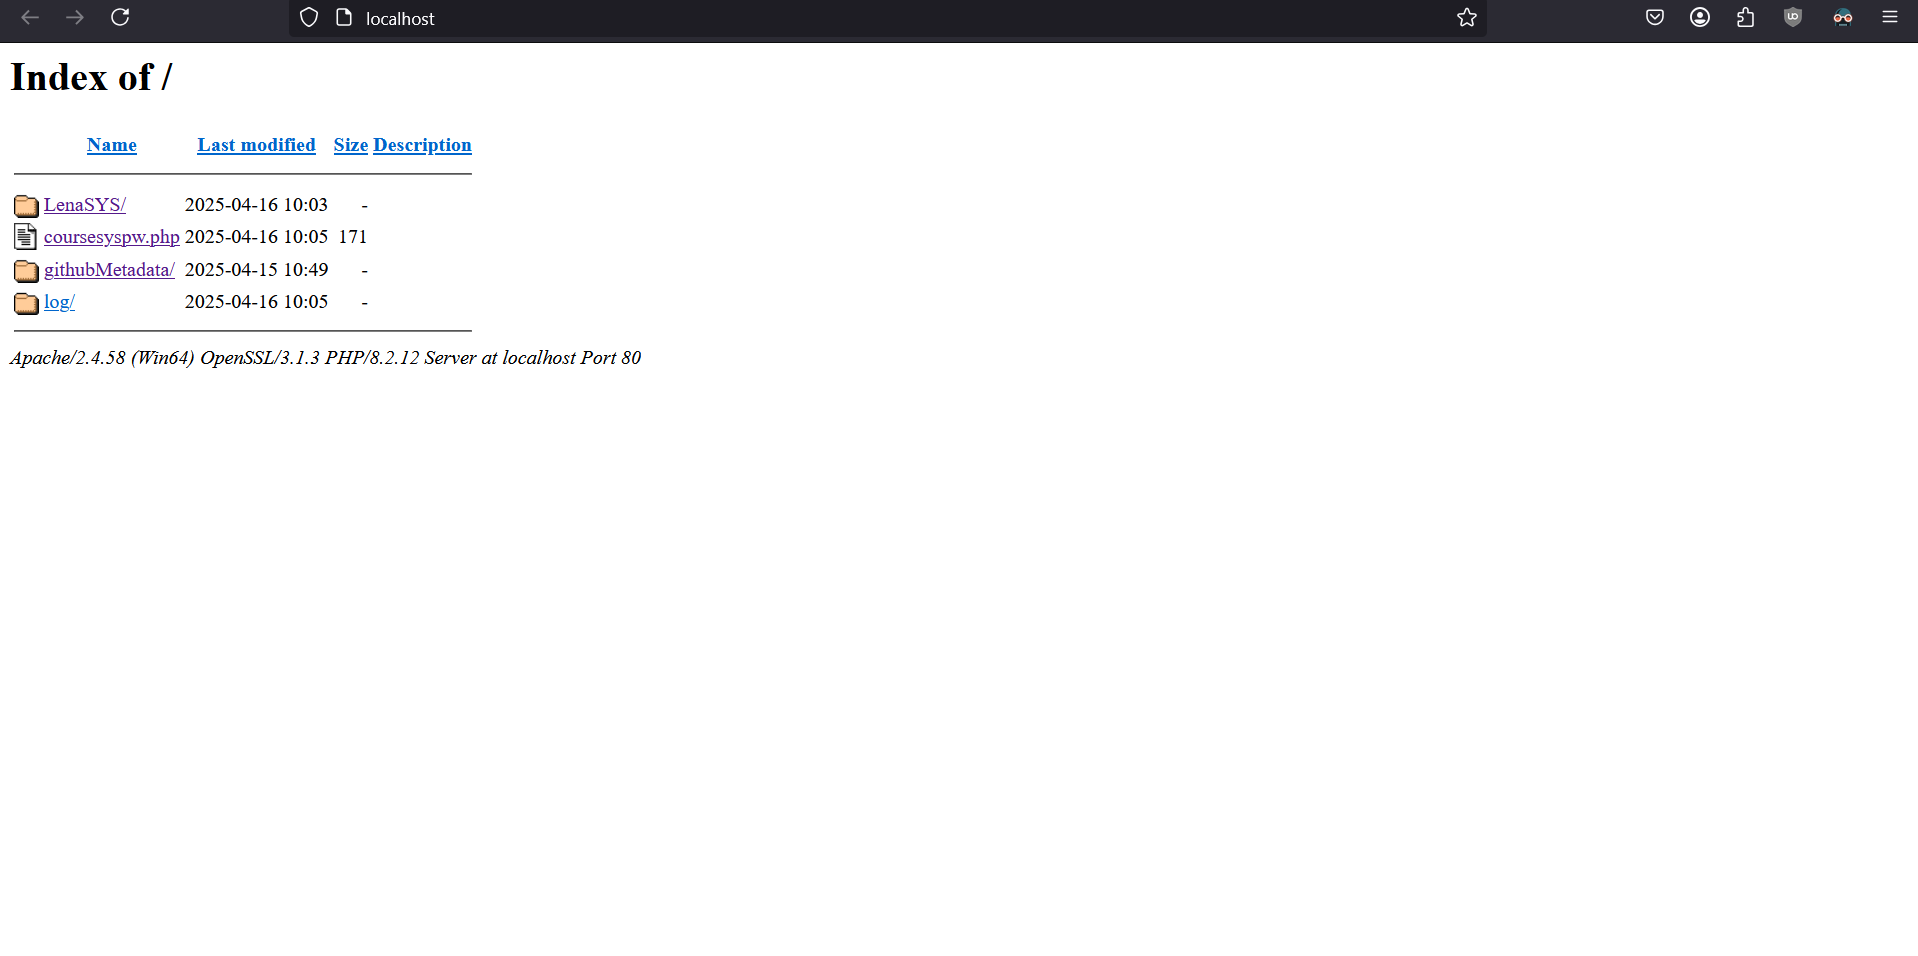 localhost
Index of /
Name Last modified Size Description
LenaSYS/ 2025-04-16 10:03 -
coursesyspw.php 2025-04-16 10:05 171
githubMetadata/ 2025-04-15 10:49 -
log/ 2025-04-16 10:05 -
Apache/2.4.58 (Win64) OpenSSL/3.1.3 PHP/8.2.12 Server at localhost Port 80